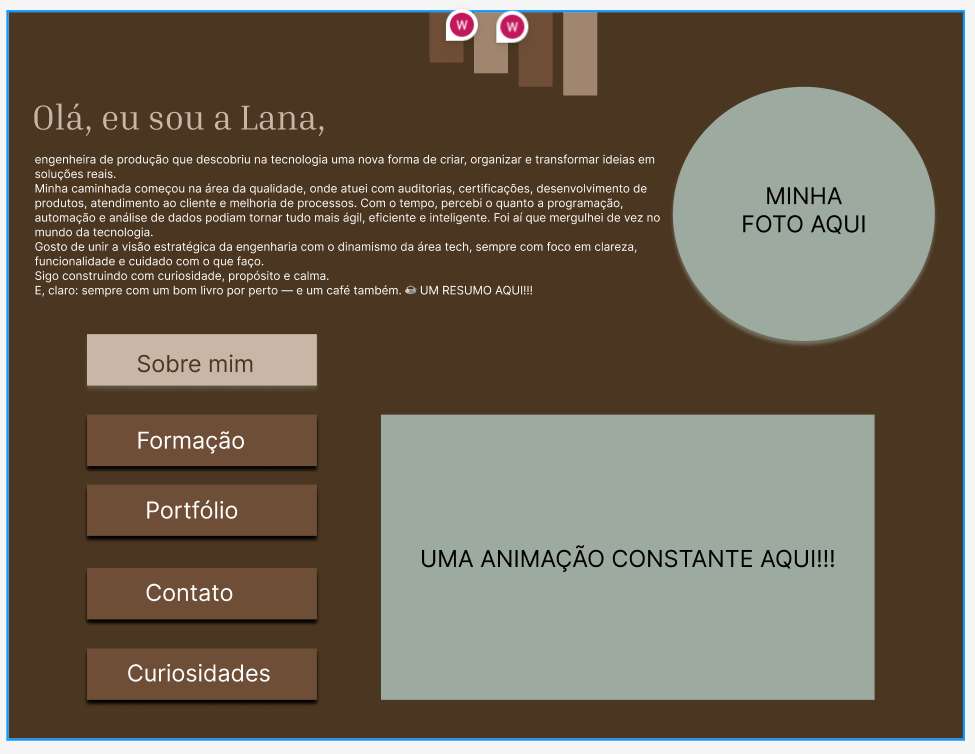 W
W
Olá, eu sou a Lana,
engenheira de produção que descobriu na tecnologia uma nova forma de criar, organizar e transformar ideias em
soluções reais.
Minha caminhada começou na área da qualidade, onde atuei com auditorias, certificações, desenvolvimento de
produtos, atendimento ao cliente e melhoria de processos. Com o tempo, percebi o quanto a programação,
automação e análise de dados podiam tornar tudo mais ágil, eficiente e inteligente. Foi aí que mergulhei de vez no
mundo da tecnologia.
Gosto de unir a visão estratégica da engenharia com o dinamismo da área tech, sempre com foco em clareza,
funcionalidade e cuidado com o que faço.
Sigo construindo com curiosidade, propósito e calma.
E, claro: sempre com um bom livro por perto — e um café também. ☕ UM RESUMO AQUI!!!
MINHA
FOTO AQUI
Sobre mim
Formação
Portfólio
Contato
Curiosidades
UMA ANIMAÇÃO CONSTANTE AQUI!!!